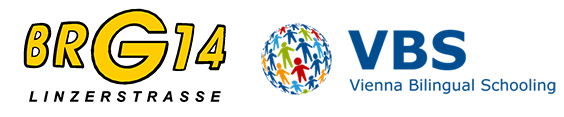 BRG14
LINZERSTRASSE
VBS
Vienna Bilingual Schooling